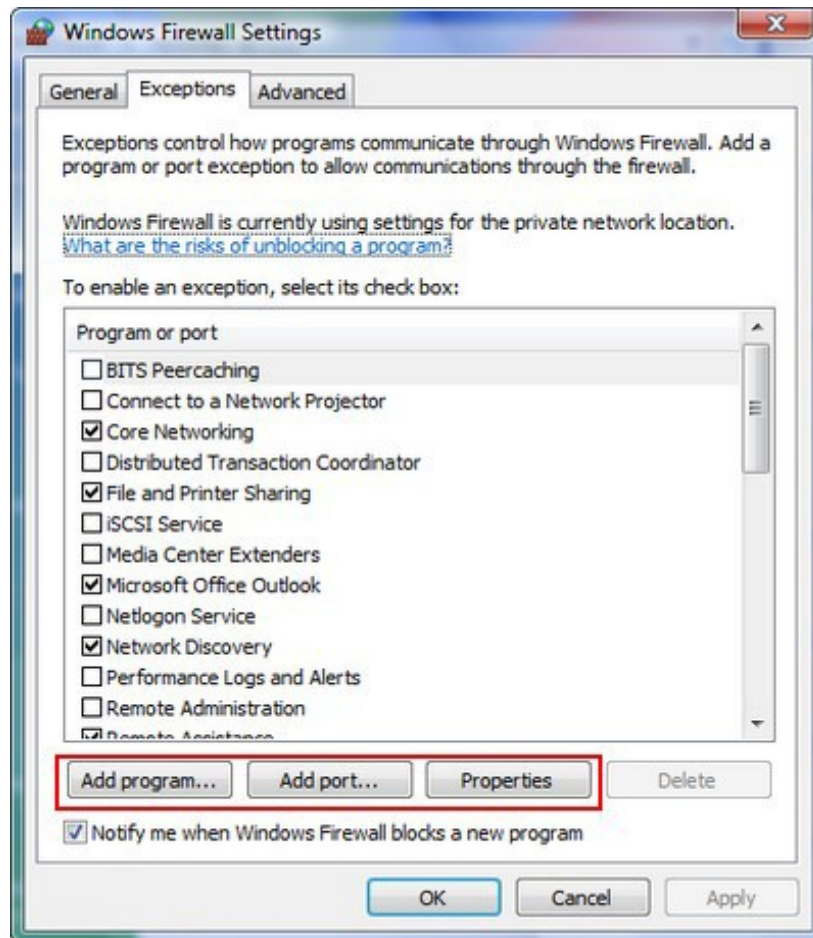 Windows Firewall Settings
General Exceptions Advanced
Exceptions control how programs communicate through Windows Firewall. Add a
program or port exception to allow communications through the firewall.
Windows Firewall is currently using settings for the private network location.
What are the risks of unblocking a program?
To enable an exception, select its check box:
Program or port
BITS Peercaching
Connect to a Network Projector
Core Networking
Distributed Transaction Coordinator
File and Printer Sharing
iSCSI Service
Media Center Extenders
Microsoft Office Outlook
Netlogon Service
Network Discovery
Performance Logs and Alerts
Remote Administration
Remote Assistance
Add program... Add port... Properties Delete
Notify me when Windows Firewall blocks a new program
OK Cancel Apply